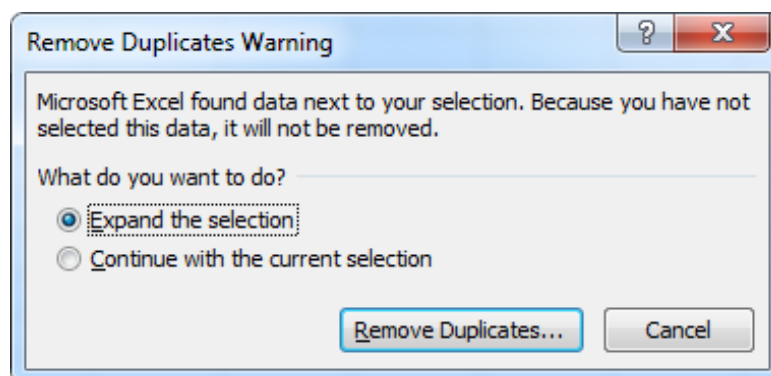 Remove Duplicates Warning
?
Microsoft Excel found data next to your selection. Because you have not
selected this data, it will not be removed.
What do you want to do?
Expand the selection
Continue with the current selection
Remove Duplicates...
Cancel